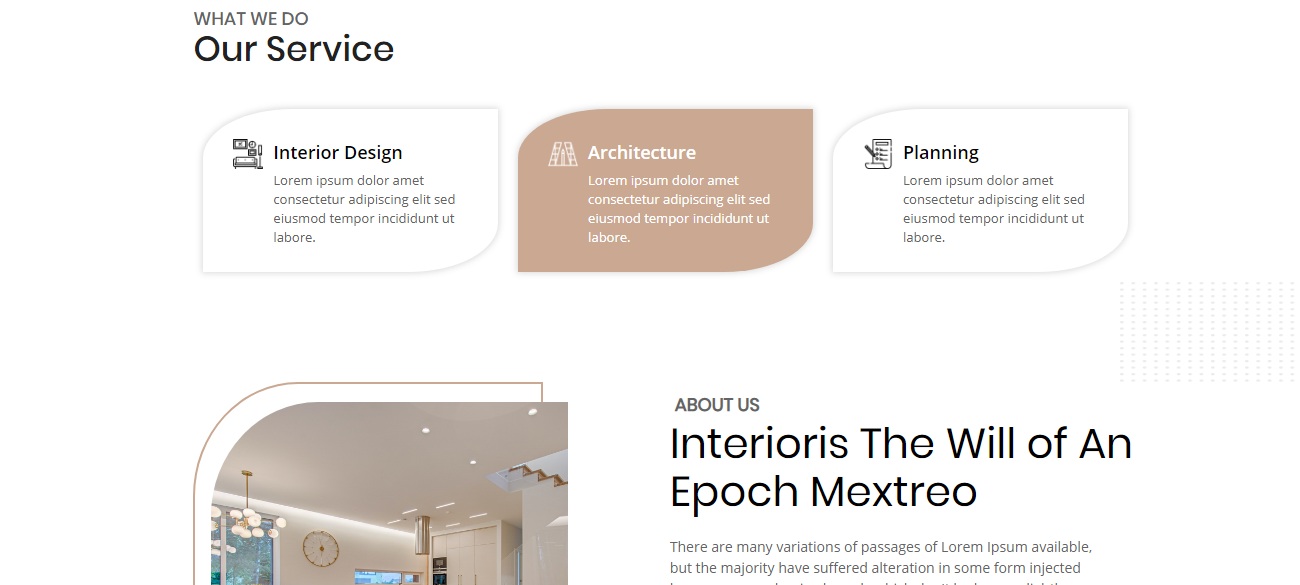 WHAT WE DO
Our Service
Interior Design
Lorem ipsum dolor amet
consectetur adipiscing elit sed
eiusmod tempor incididunt ut
labore.
Architecture
Lorem ipsum dolor amet
consectetur adipiscing elit sed
eiusmod tempor incididunt ut
labore.
Planning
Lorem ipsum dolor amet
consectetur adipiscing elit sed
eiusmod tempor incididunt ut
labore.
ABOUT US
Interioris The Will of An
Epoch Mextreo
There are many variations of passages of Lorem Ipsum available,
but the majority have suffered alteration in some form injected